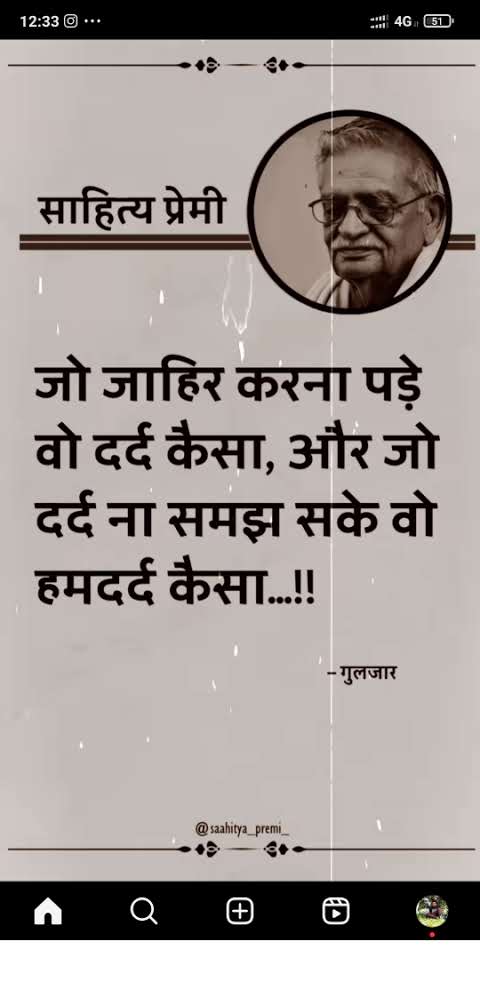 12:33
4G 51
साहित्य प्रेमी
जो जाहिर करना पड़े
वो दर्द कैसा, और जो
दर्द ना समझ सके वो
हमदर्द कैसा...!!
– गुलजार
@saahitya_premi_